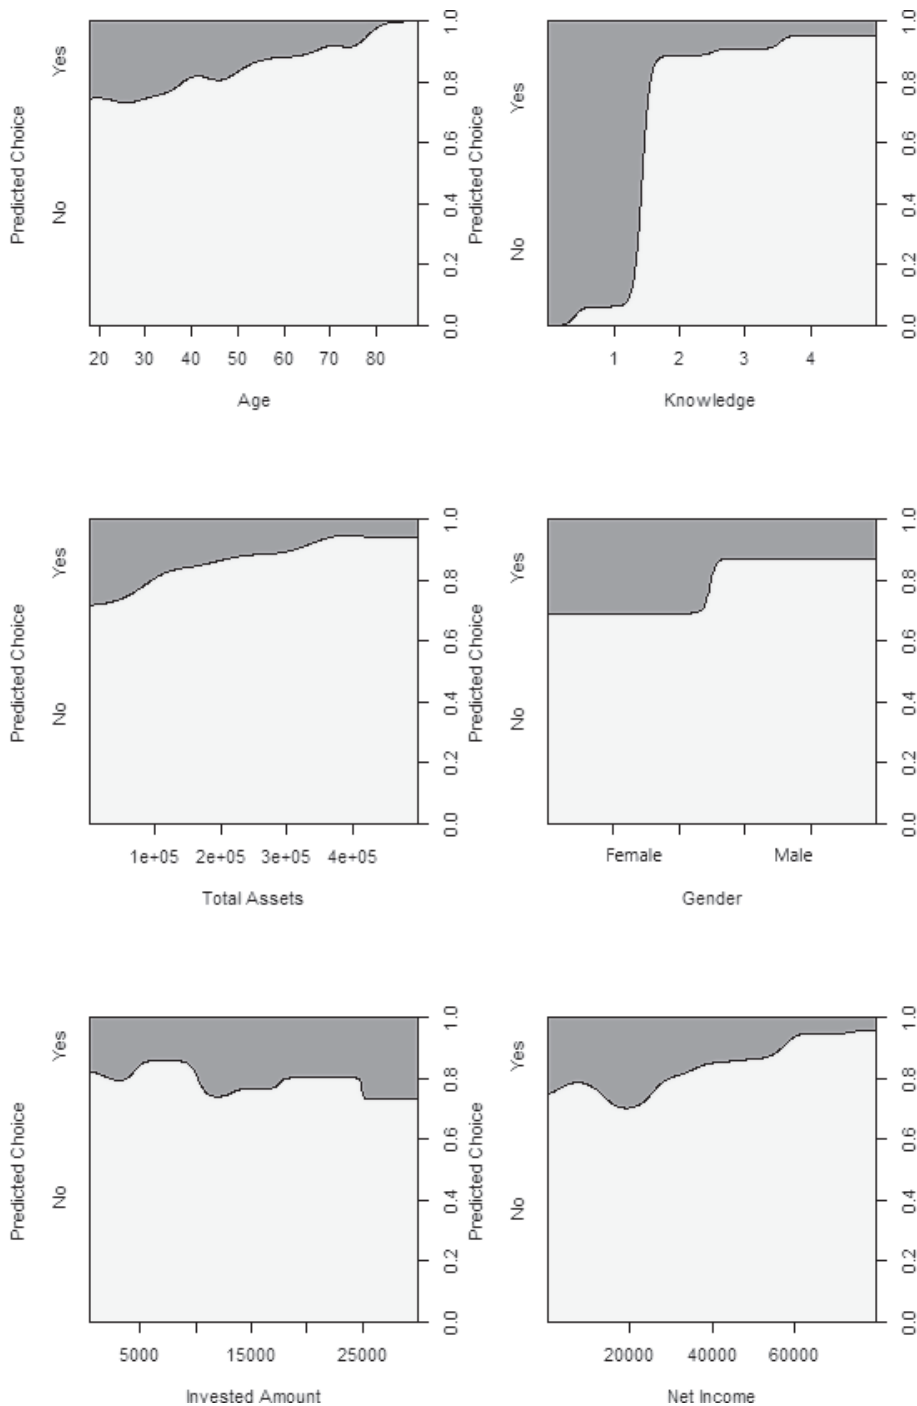 Predicted Choice
No Yes
0.0 0.2 0.4 0.6 0.8 1.0
20 30 40 50 60 70 80
Age
Predicted Choice
No Yes
0.0 0.2 0.4 0.6 0.8 1.0
1 2 3 4
Knowledge
Predicted Choice
No Yes
0.0 0.2 0.4 0.6 0.8 1.0
1e+05 2e+05 3e+05 4e+05
Total Assets
Predicted Choice
No Yes
0.0 0.2 0.4 0.6 0.8 1.0
Female Male
Gender
Predicted Choice
No Yes
0.0 0.2 0.4 0.6 0.8 1.0
5000 15000 25000
Invested Amount
Predicted Choice
No Yes
0.0 0.2 0.4 0.6 0.8 1.0
20000 40000 60000
Net Income